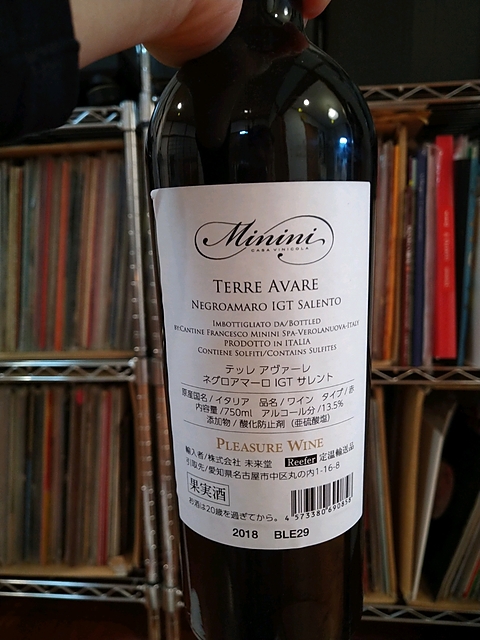 Minini
CASA VINICOLA
TERRE AVARE
NEGROAMARO IGT SALENTO
IMBOTTIGLIATO DA/BOTTLED
BY CANTINE FRANCESCO MININI SPA-VEROLANUOVA-ITALY
PRODOTTO IN ITALIA
CONTIENE SOLFITI/CONTAINS SULFITES
テッレ アヴァーレ
ネグロアマーロ IGT サレント
原産国名/イタリア 品名/ワイン タイプ/赤
内容量/750ml アルコール分/13.5%
添加物/酸化防止剤(亜硫酸塩)
PLEASURE WINE
輸入者/株式会社 未来堂 Reefer 定温輸送品
引取先/愛知県名古屋市中区丸の内1-16-8
果実酒
お酒は20歳を過ぎてから。
4 573380 690853
2018 BLE29